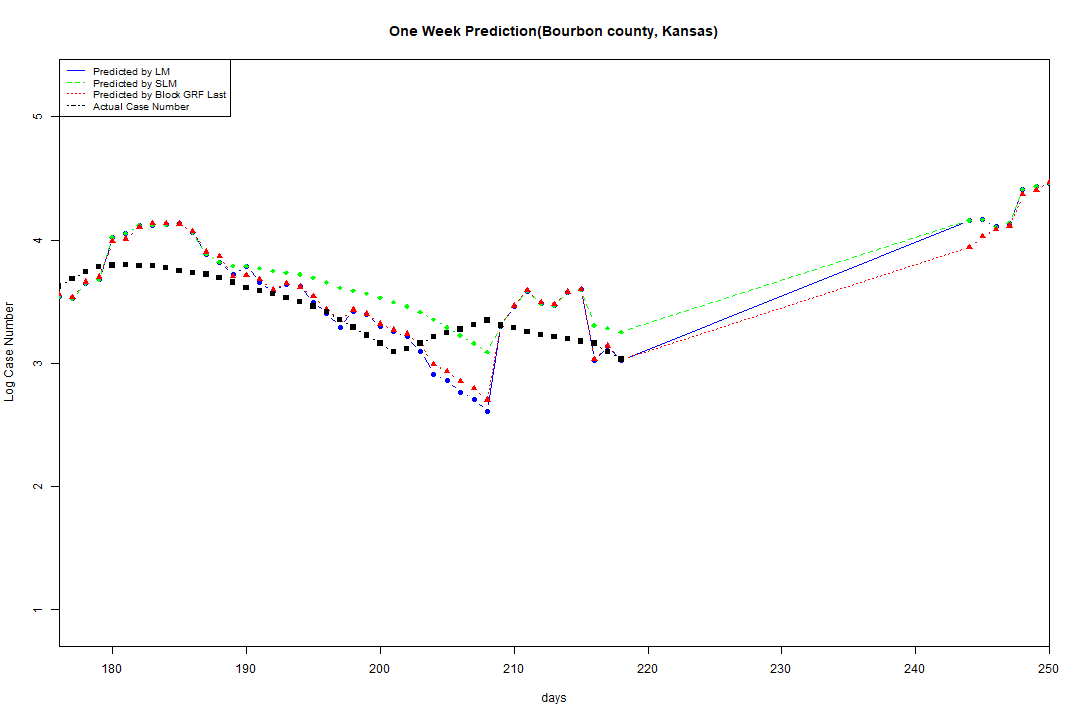 One Week Prediction(Bourbon county, Kansas)
Predicted by LM
Predicted by SLM
Predicted by Block GRF Last
Actual Case Number
5
4
3
2
1
Log Case Number
180 190 200 210 220 230 240 250
days